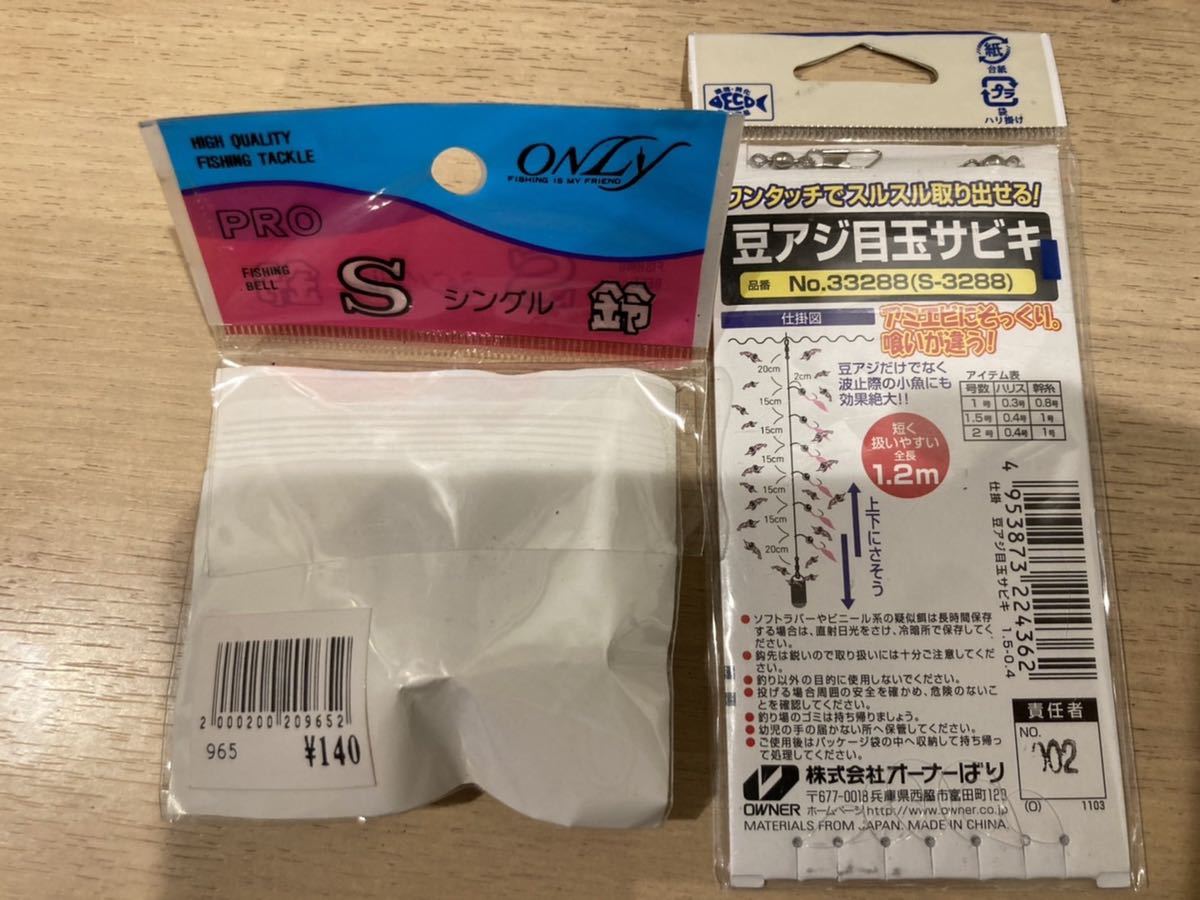 HIGH QUALITY
FISHING TACKLE
ONLY
FISHING IS MY FRIEND
PRO
FISHING
BELL
S シングル 鈴
2 000200 209652
965
¥140
紙
台紙
プラ
袋
ハリ掛け
ECO
ワンタッチでスルスル取り出せる!
豆アジ目玉サビキ
品番 No.33288(S-3288)
仕掛図
アミエビにそっくり。
喰いが違う!
豆アジだけでなく
波止際の小魚にも
効果絶大!!
短く
扱いやすい
全長
1.2m
アイテム表
号数 ハリス 幹糸
1号 0.3号 0.8号
1.5号 0.4号 1号
2号 0.4号 1号
20cm
2cm
15cm
15cm
15cm
15cm
15cm
20cm
上下にさそう
4 953873 224362
仕掛 豆アジ目玉サビキ 1.5-0.4
●ソフトラバーやビニール系の疑似餌は長時間保存
する場合は、直射日光をさけ、冷暗所で保存してく
ださい。
●鈎先は鋭いので取り扱いには十分ご注意してくだ
さい。
●釣り以外の目的に使用しないでください。
●投げる場合周囲の安全を確かめ、危険のないこ
とを確認してください。
●釣り場のゴミは持ち帰りましょう。
●幼児の手の届かない所へ保管してください。
●ご使用後はパッケージ袋の中へ収納して持ち帰っ
て処理してください。
責任者
NO.
002
(O) 1103
OWNER
株式会社オーナーばり
〒677-0018 兵庫県西脇市富田町120
ホームページ http://www.owner.co.jp
MATERIALS FROM JAPAN. MADE IN CHINA.